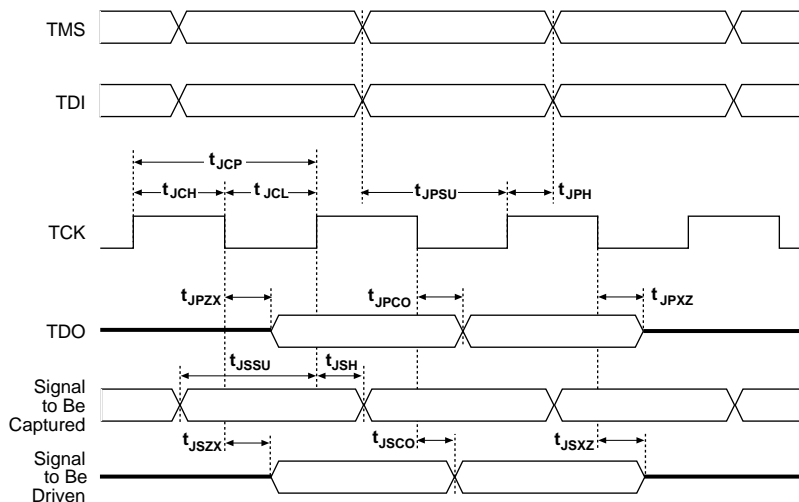 TMS
TDI
tJCP
tJCH
tJCL
tJPSU
tJPH
TCK
tJPZX
tJPCO
tJPXZ
TDO
tJSSU
tJSH
Signal
to Be
Captured
tJSZX
tJSCO
tJSXZ
Signal
to Be
Driven